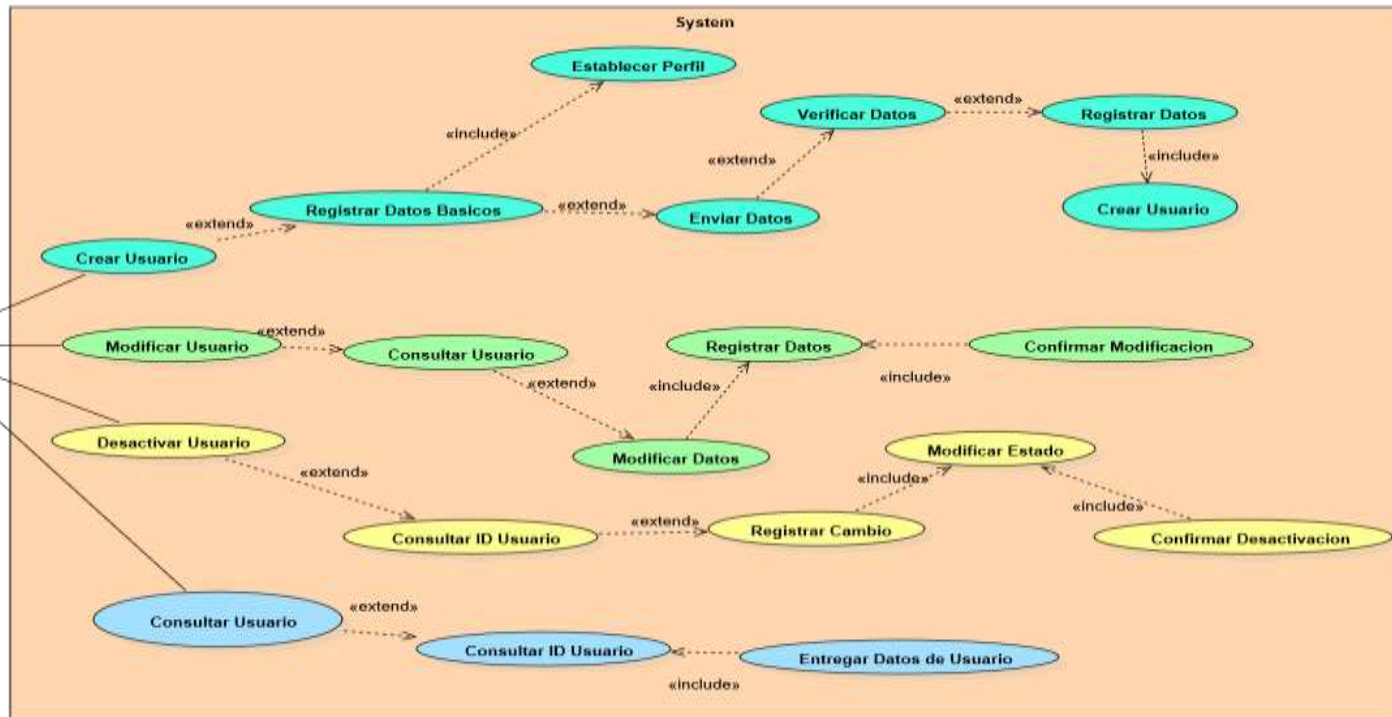 System
Establecer Perfil
Verificar Datos
«extend»
Registrar Datos
«include»
«extend»
«include»
Registrar Datos Basicos
«extend»
Enviar Datos
Crear Usuario
«extend»
Crear Usuario
Modificar Usuario
«extend»
Consultar Usuario
Registrar Datos
Confirmar Modificacion
«include»
«extend»
«include»
Modificar Datos
Desactivar Usuario
Modificar Estado
«extend»
«include»
Consultar ID Usuario
«extend»
Registrar Cambio
«include»
Confirmar Desactivacion
Consultar Usuario
«extend»
Consultar ID Usuario
Entregar Datos de Usuario
«include»